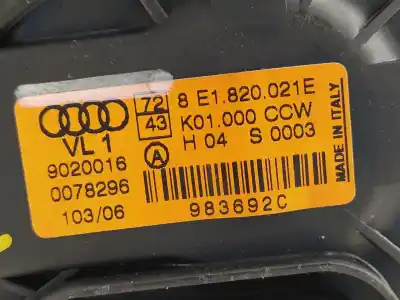 72 8 E1.820.021E
43 K01.000 CCW
VL 1 A H 04 S 0003
9020016
0078296
103/06 983692C
MADE IN ITALY